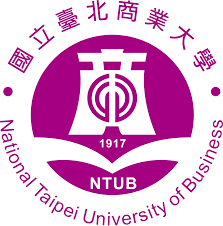 國立臺北商業大學
1917
NTUB
National Taipei University of Business